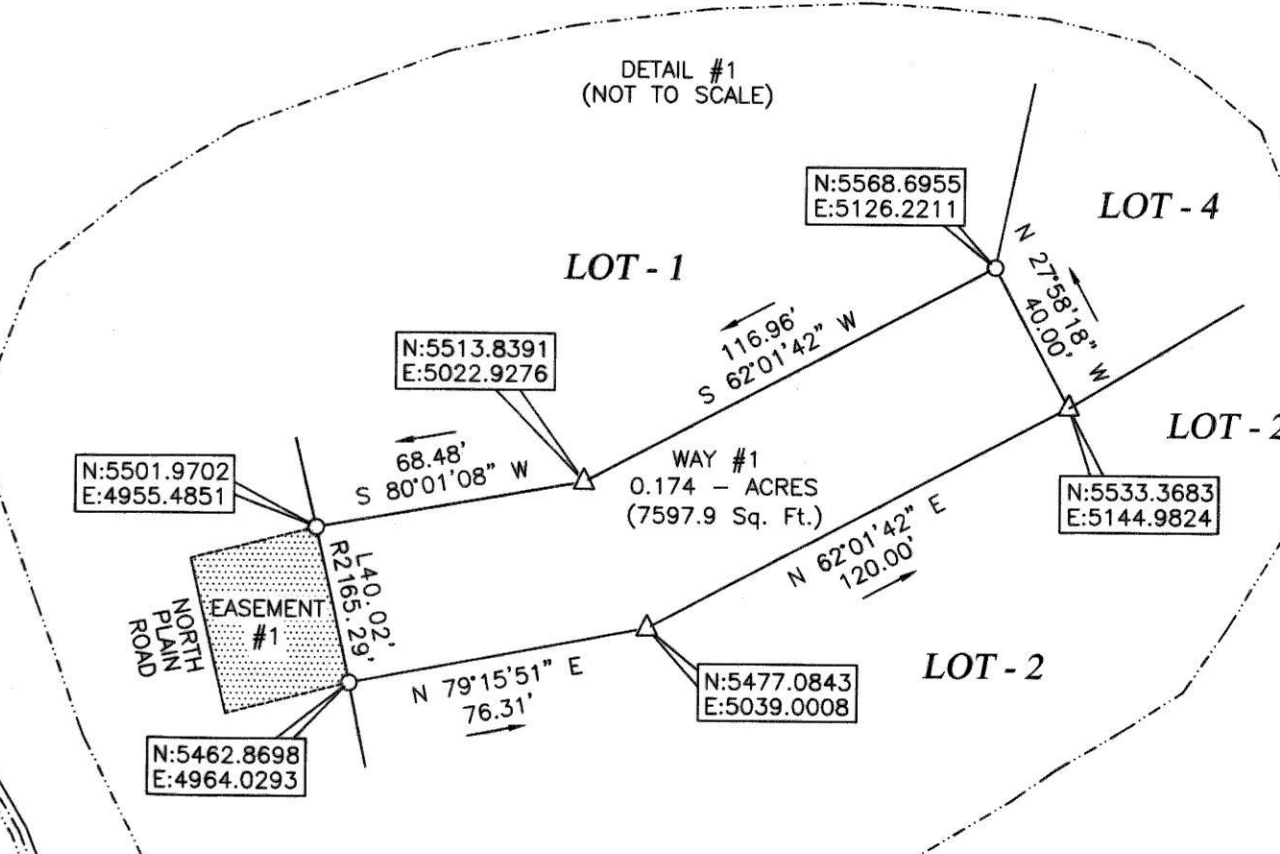 DETAIL #1
(NOT TO SCALE)
N:5568.6955
E:5126.2211
LOT - 4
LOT - 1
N 27°58'18" W
40.00'
116.96'
S 62°01'42" W
N:5513.8391
E:5022.9276
LOT - 2
68.48'
S 80°01'08" W
N:5501.9702
E:4955.4851
WAY #1
0.174 - ACRES
(7597.9 Sq. Ft.)
N:5533.3683
E:5144.9824
N 62°01'42" E
120.00'
L40.02'
R2165.29'
EASEMENT
#1
NORTH
PLAIN
ROAD
N 79°15'51" E
76.31'
N:5477.0843
E:5039.0008
LOT - 2
N:5462.8698
E:4964.0293